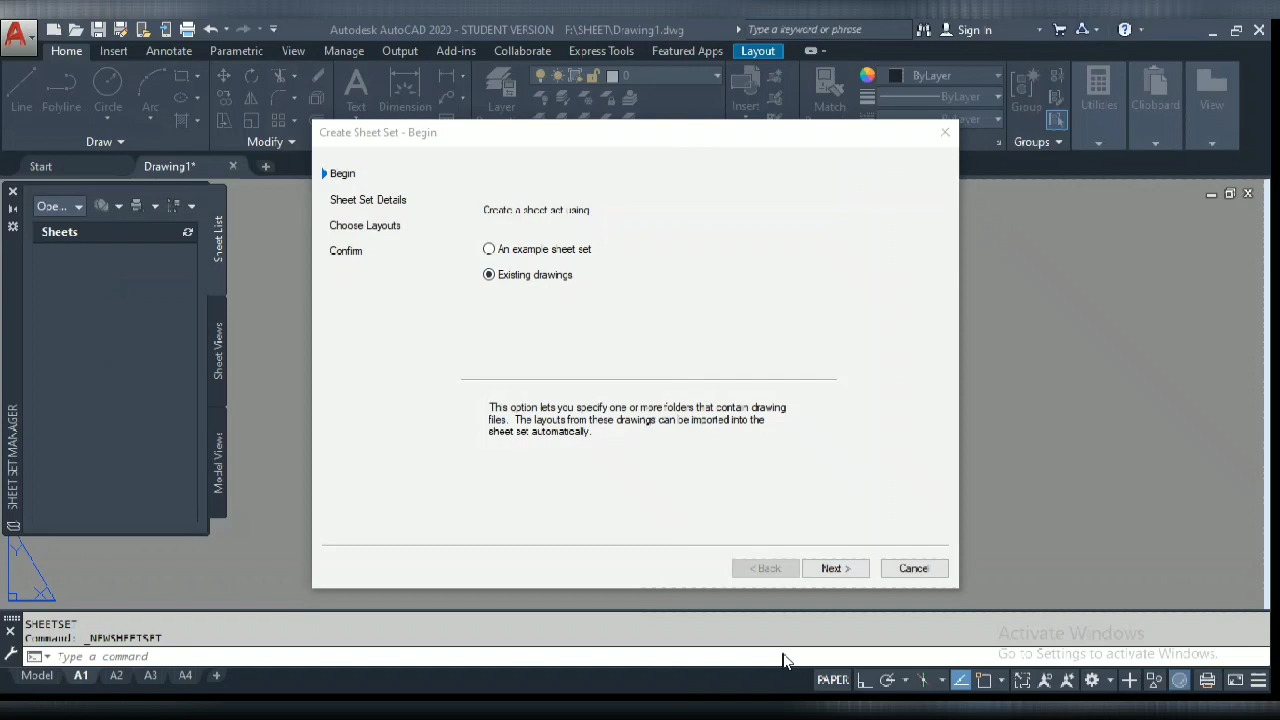 Autodesk AutoCAD 2020 - STUDENT VERSION F:\SHEET\Drawing1.dwg
Type a keyword or phrase
Sign In
Home Insert Annotate Parametric View Manage Output Add-ins Collaborate Express Tools Featured Apps Layout
0
ByLayer
ByLayer
ByLayer
Line Polyline Circle Arc
Text Dimension
Layer
Insert
Match
Group
Utilities
Clipboard
View
Draw
Modify
Groups
Start
Drawing1*
Create Sheet Set - Begin
Begin
Sheet Set Details
Choose Layouts
Confirm
Create a sheet set using
An example sheet set
Existing drawings
This option lets you specify one or more folders that contain drawing
files. The layouts from these drawings can be imported into the
sheet set automatically.
< Back
Next >
Cancel
Ope...
Sheets
Sheet List
Sheet Views
Model Views
SHEET SET MANAGER
Y
X
SHEETSET
Command: _NEWSHEETSET
Type a command
Activate Windows
Go to Settings to activate Windows.
Model A1 A2 A3 A4
PAPER